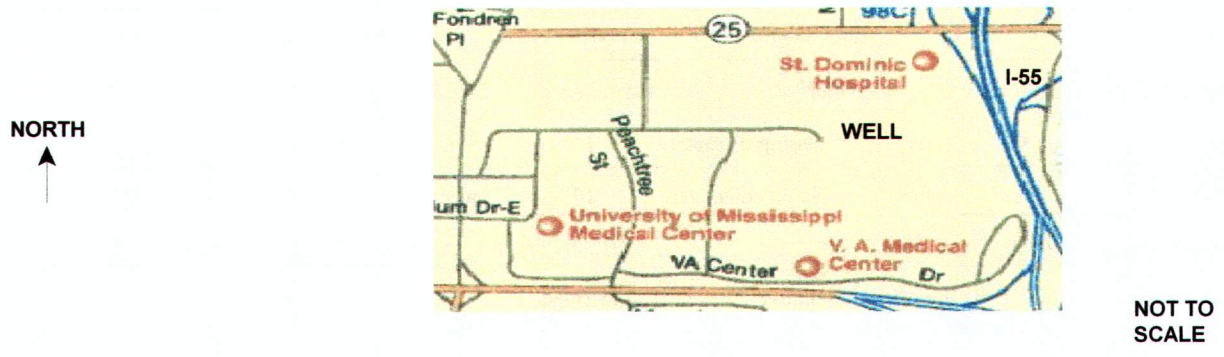 Fondren
Pl
25
98C
St. Dominic
Hospital
I-55
NORTH
WELL
Peachtree
St
um Dr-E
University of Mississippi
Medical Center
V. A. Medical
Center
VA Center
Dr
NOT TO
SCALE